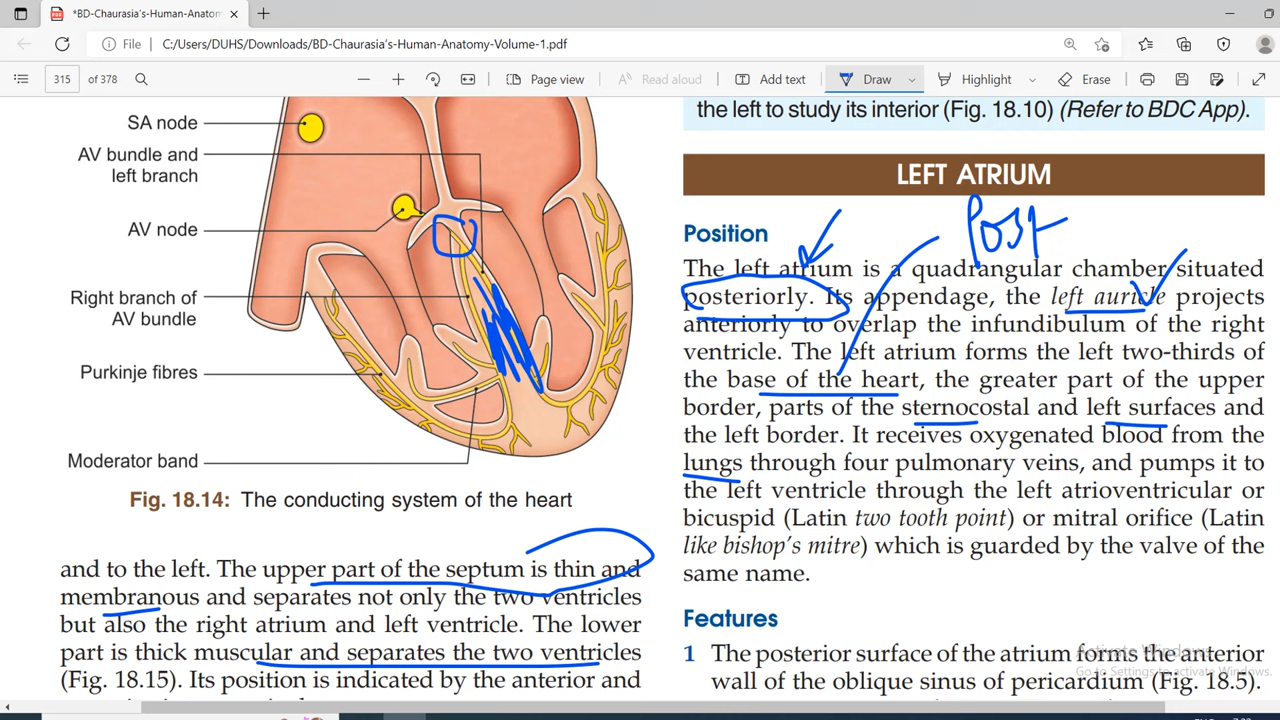 *BD-Chaurasia's-Human-Anatom
File
C:/Users/DUHS/Downloads/BD-Chaurasia's-Human-Anatomy-Volume-1.pdf
315 of 378
Page view
Read aloud
Add text
Draw
Highlight
Erase
SA node
AV bundle and
left branch
AV node
Right branch of
AV bundle
Purkinje fibres
Moderator band
Fig. 18.14: The conducting system of the heart
and to the left. The upper part of the septum is thin and
membranous and separates not only the two ventricles
but also the right atrium and left ventricle. The lower
part is thick muscular and separates the two ventricles
(Fig. 18.15). Its position is indicated by the anterior and
the left to study its interior (Fig. 18.10) (Refer to BDC App).
LEFT ATRIUM
Post
Position
The left atrium is a quadrangular chamber situated
posteriorly. Its appendage, the left auricle projects
anteriorly to overlap the infundibulum of the right
ventricle. The left atrium forms the left two-thirds of
the base of the heart, the greater part of the upper
border, parts of the sternocostal and left surfaces and
the left border. It receives oxygenated blood from the
lungs through four pulmonary veins, and pumps it to
the left ventricle through the left atrioventricular or
bicuspid (Latin two tooth point) or mitral orifice (Latin
like bishop's mitre) which is guarded by the valve of the
same name.
Features
1 The posterior surface of the atrium forms the anterior
wall of the oblique sinus of pericardium (Fig. 18.5).
Activate Windows
Go to Settings to activate Windows.